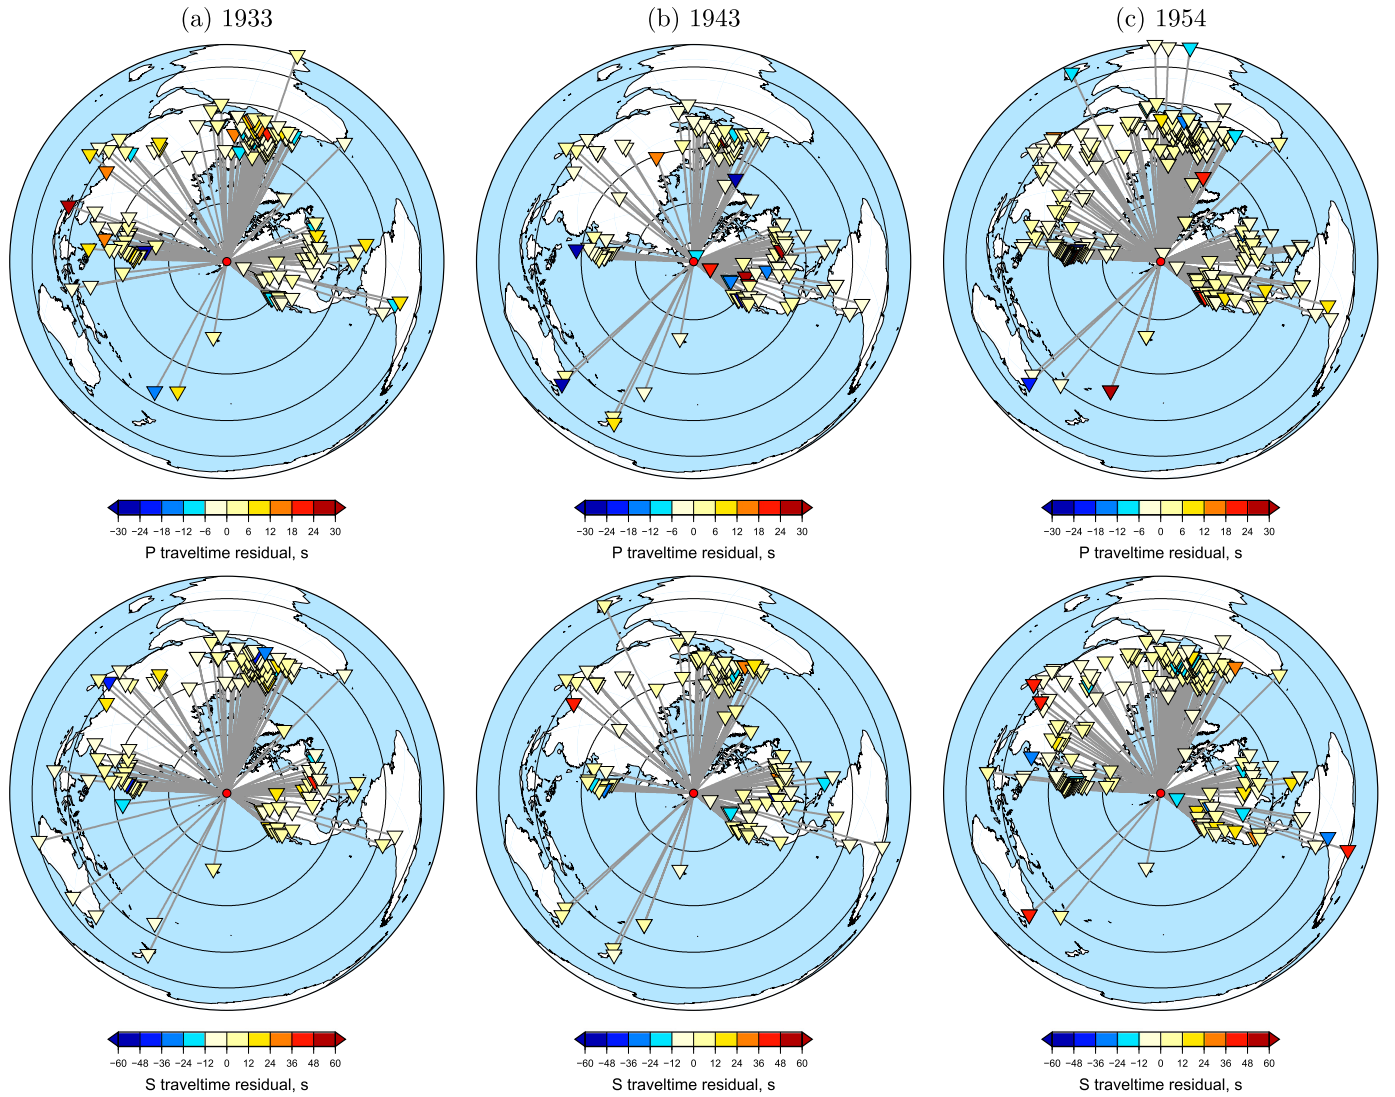 (a) 1933 (b) 1943 (c) 1954
−30 −24 −18 −12 −6 0 6 12 18 24 30 −30 −24 −18 −12 −6 0 6 12 18 24 30 −30 −24 −18 −12 −6 0 6 12 18 24 30
P traveltime residual, s P traveltime residual, s P traveltime residual, s
−60 −48 −36 −24 −12 0 12 24 36 48 60 −60 −48 −36 −24 −12 0 12 24 36 48 60 −60 −48 −36 −24 −12 0 12 24 36 48 60
S traveltime residual, s S traveltime residual, s S traveltime residual, s